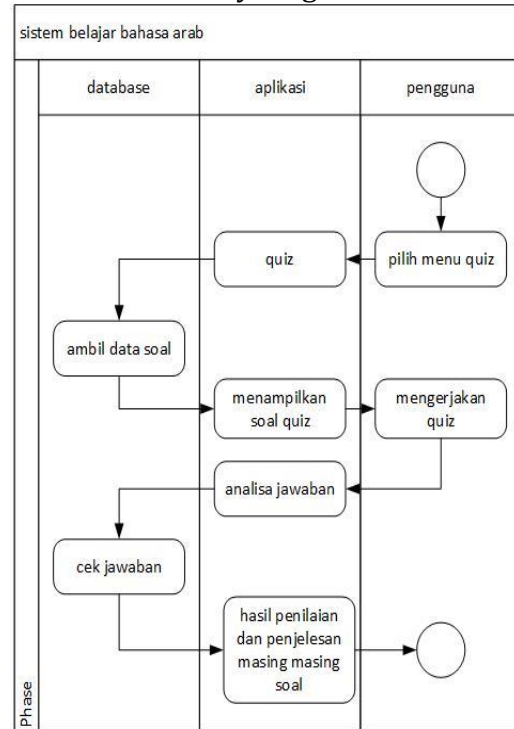 sistem belajar bahasa arab
database
aplikasi
pengguna
quiz
pilih menu quiz
ambil data soal
menampilkan
soal quiz
mengerjakan
quiz
analisa jawaban
cek jawaban
hasil penilaian
dan penjelesan
masing masing
soal
Phase